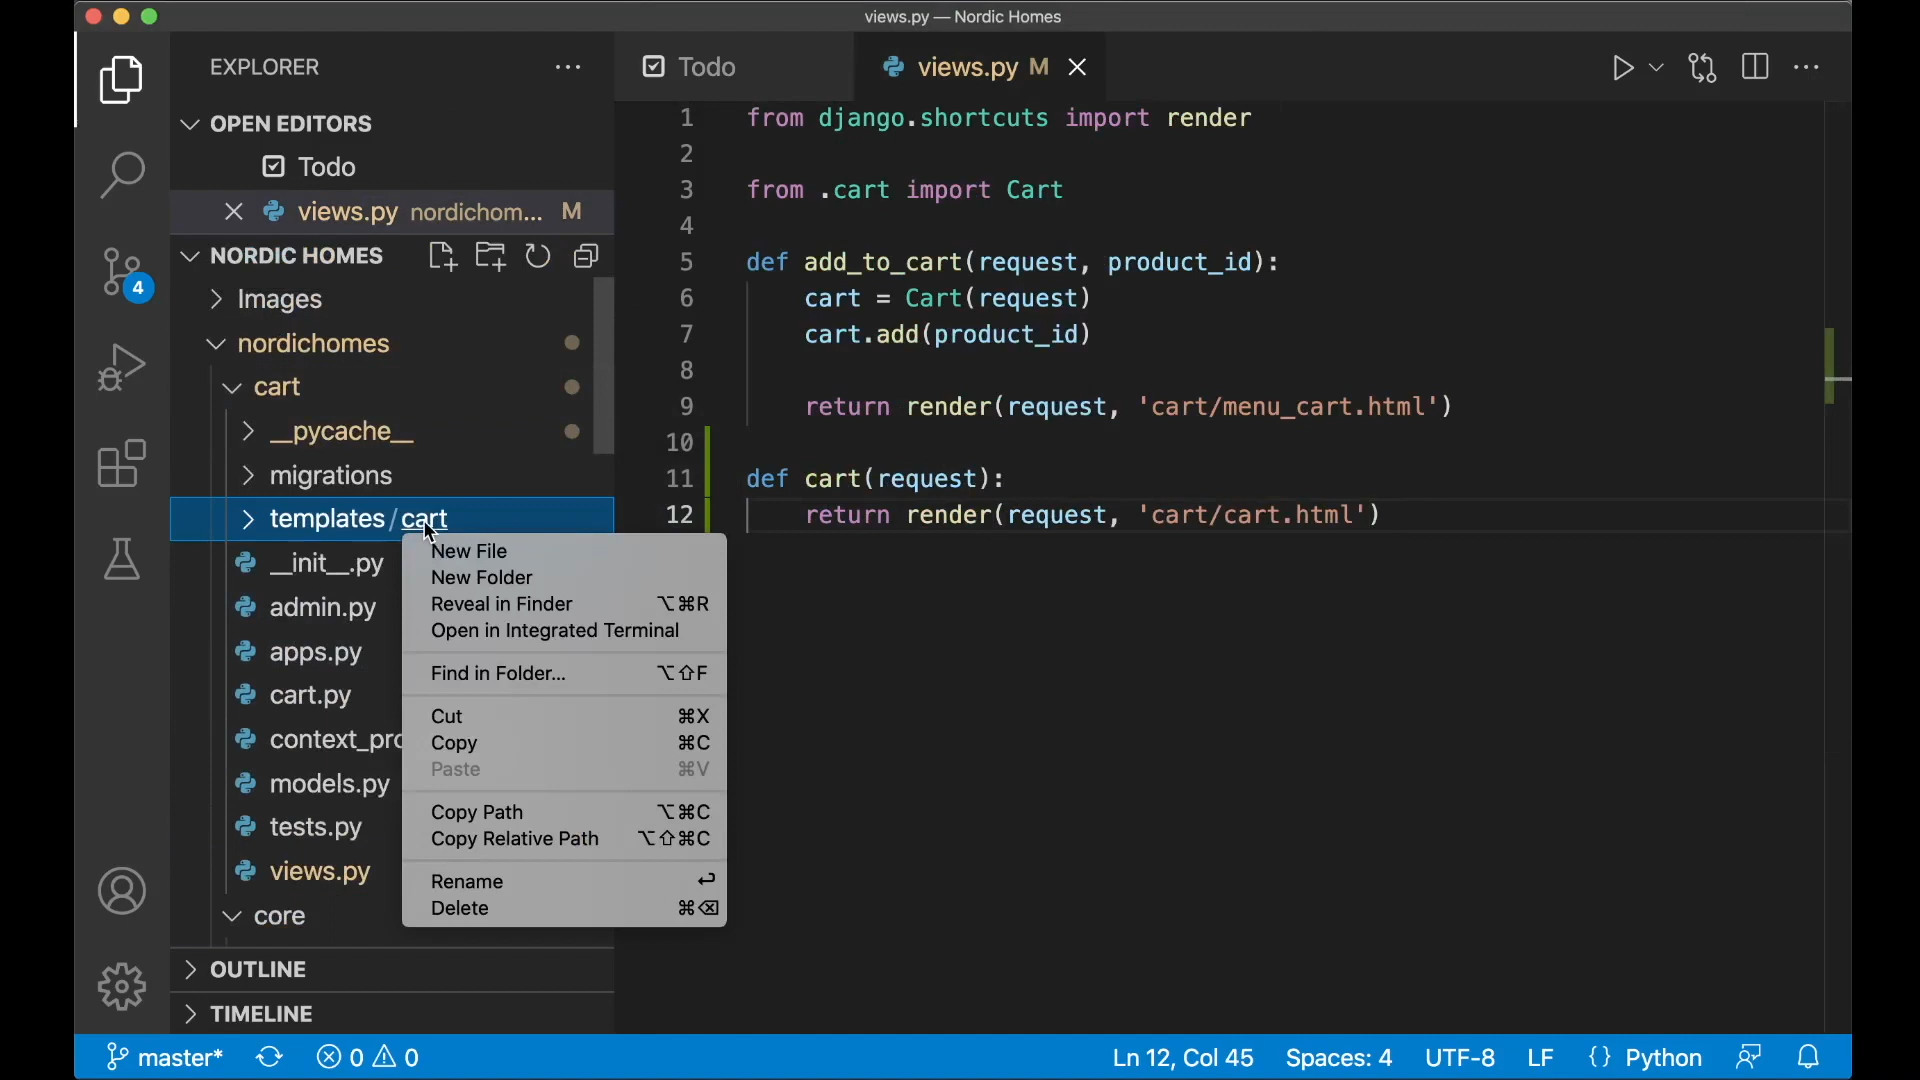 views.py — Nordic Homes
EXPLORER
OPEN EDITORS
Todo
views.py nordichom... M
NORDIC HOMES
Images
nordichomes
cart
__pycache__
migrations
templates/cart
__init__.py
admin.py
apps.py
cart.py
context_pro
models.py
tests.py
views.py
core
OUTLINE
TIMELINE
4
New File
New Folder
Reveal in Finder ⌥⌘R
Open in Integrated Terminal
Find in Folder... ⌥⇧F
Cut ⌘X
Copy ⌘C
Paste ⌘V
Copy Path ⌥⌘C
Copy Relative Path ⌥⇧⌘C
Rename ↩
Delete ⌘⌫
Todo
views.py M
1 from django.shortcuts import render
2
3 from .cart import Cart
4
5 def add_to_cart(request, product_id):
6     cart = Cart(request)
7     cart.add(product_id)
8
9     return render(request, 'cart/menu_cart.html')
10
11 def cart(request):
12     return render(request, 'cart/cart.html')
master* 0 0 Ln 12, Col 45 Spaces: 4 UTF-8 LF {} Python